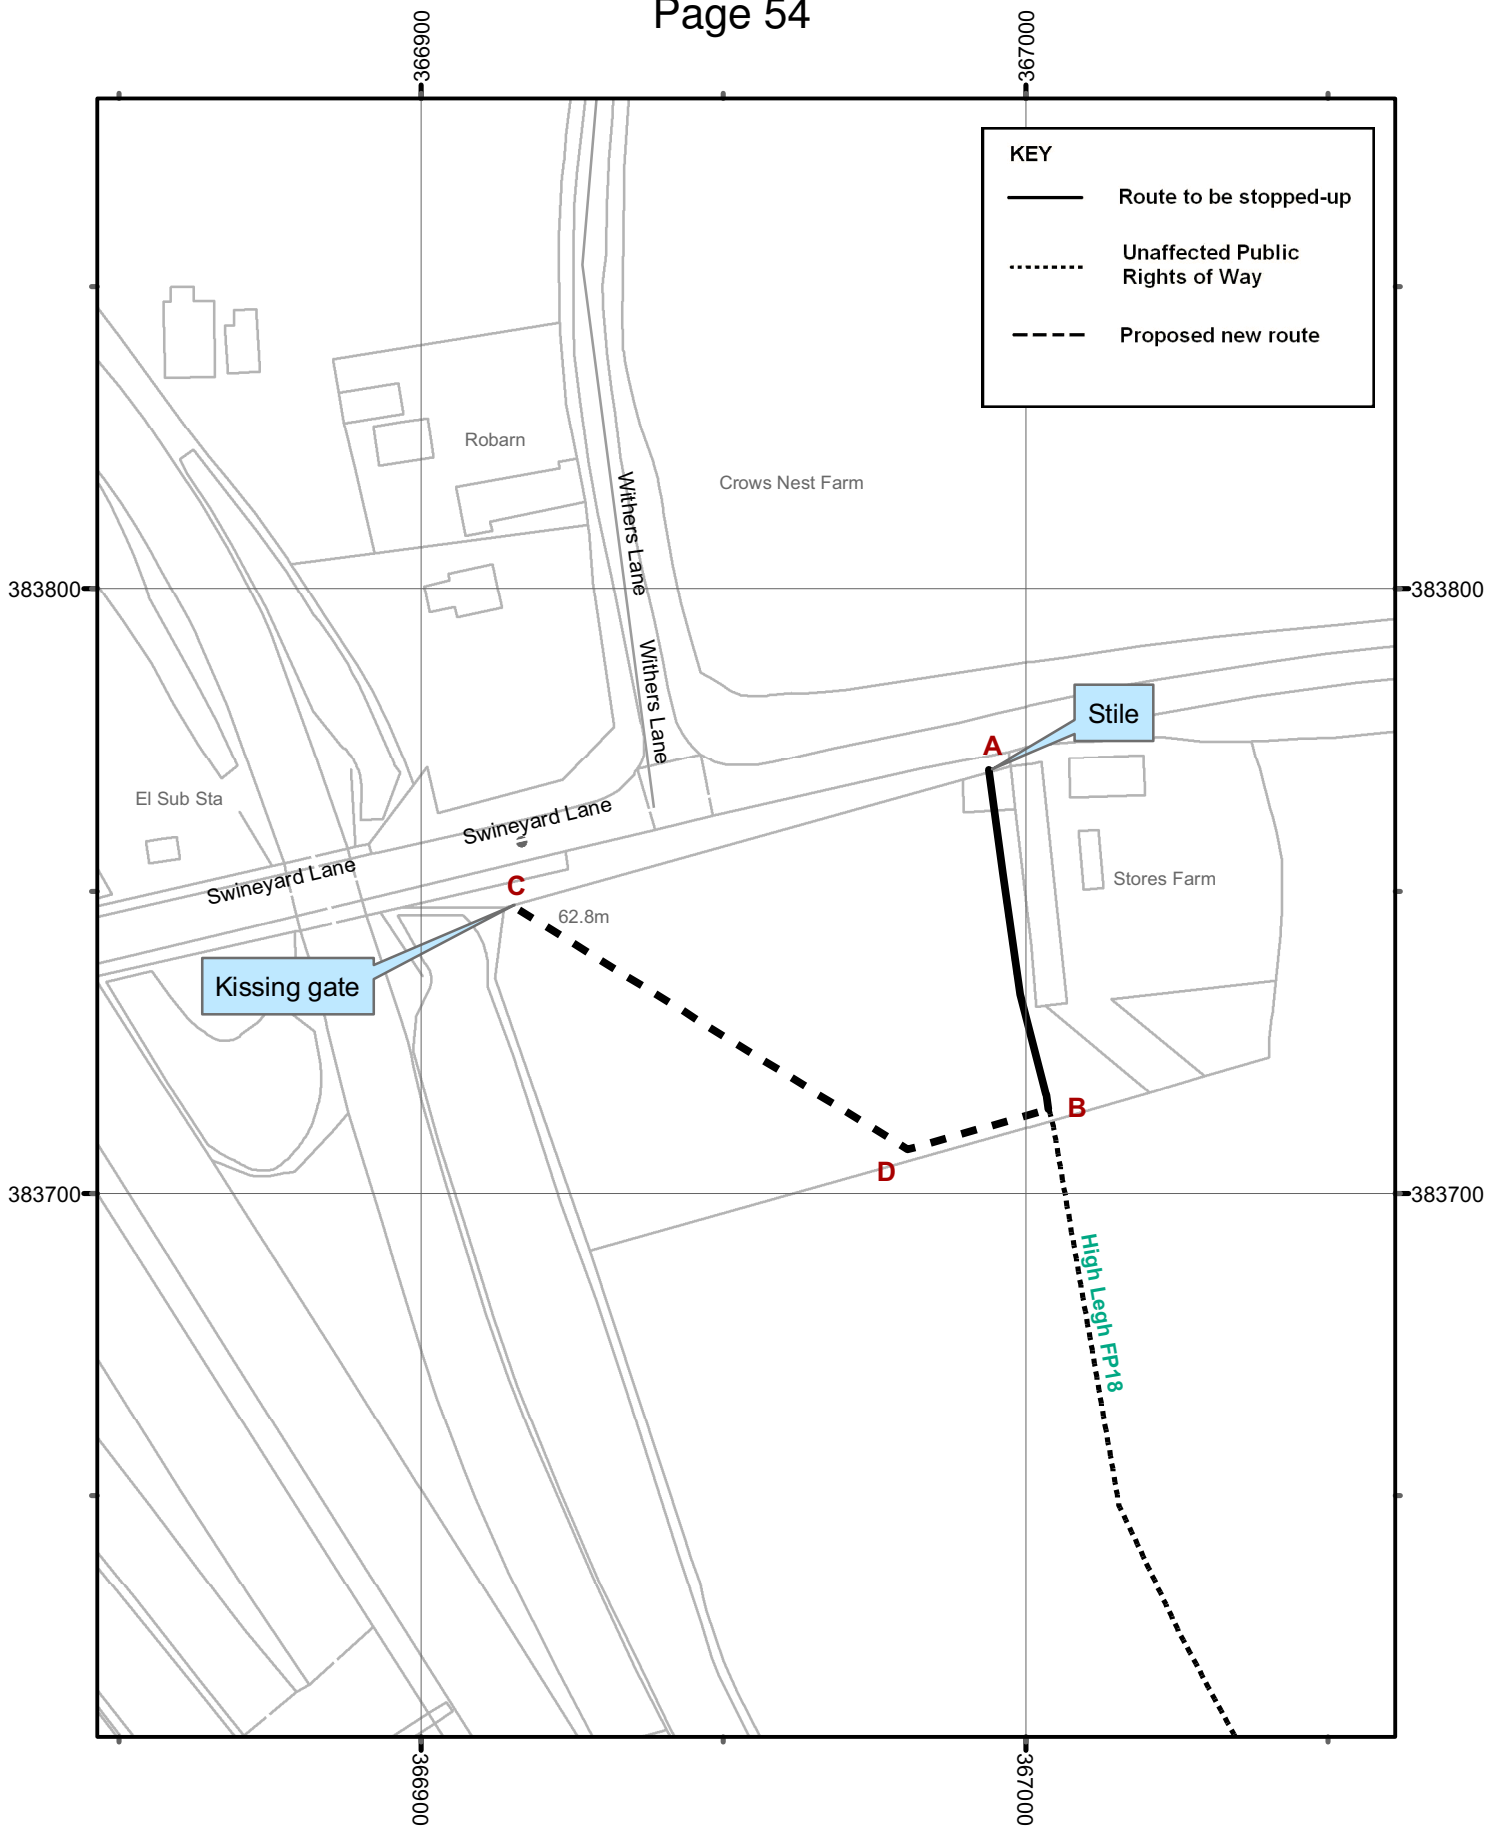 Page 54
366900
367000
KEY
Route to be stopped-up
Unaffected Public
Rights of Way
Proposed new route
Robarn
Crows Nest Farm
Withers Lane
383800
383800
Withers Lane
Stile
A
El Sub Sta
Swineyard Lane
Swineyard Lane
Stores Farm
C
62.8m
Kissing gate
B
D
383700
383700
High Legh FP18
366900
367000